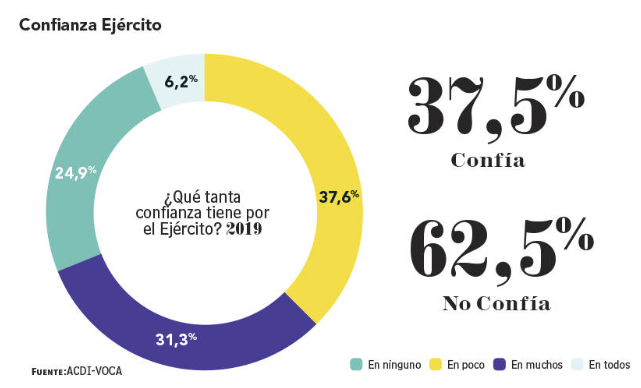 Confianza Ejército
6,2%
24,9%
37,6%
31,3%
¿Qué tanta
confianza tiene por
el Ejército? 2019
37,5%
Confía
62,5%
No Confía
FUENTE:ACDI-VOCA
En ninguno En poco En muchos En todos